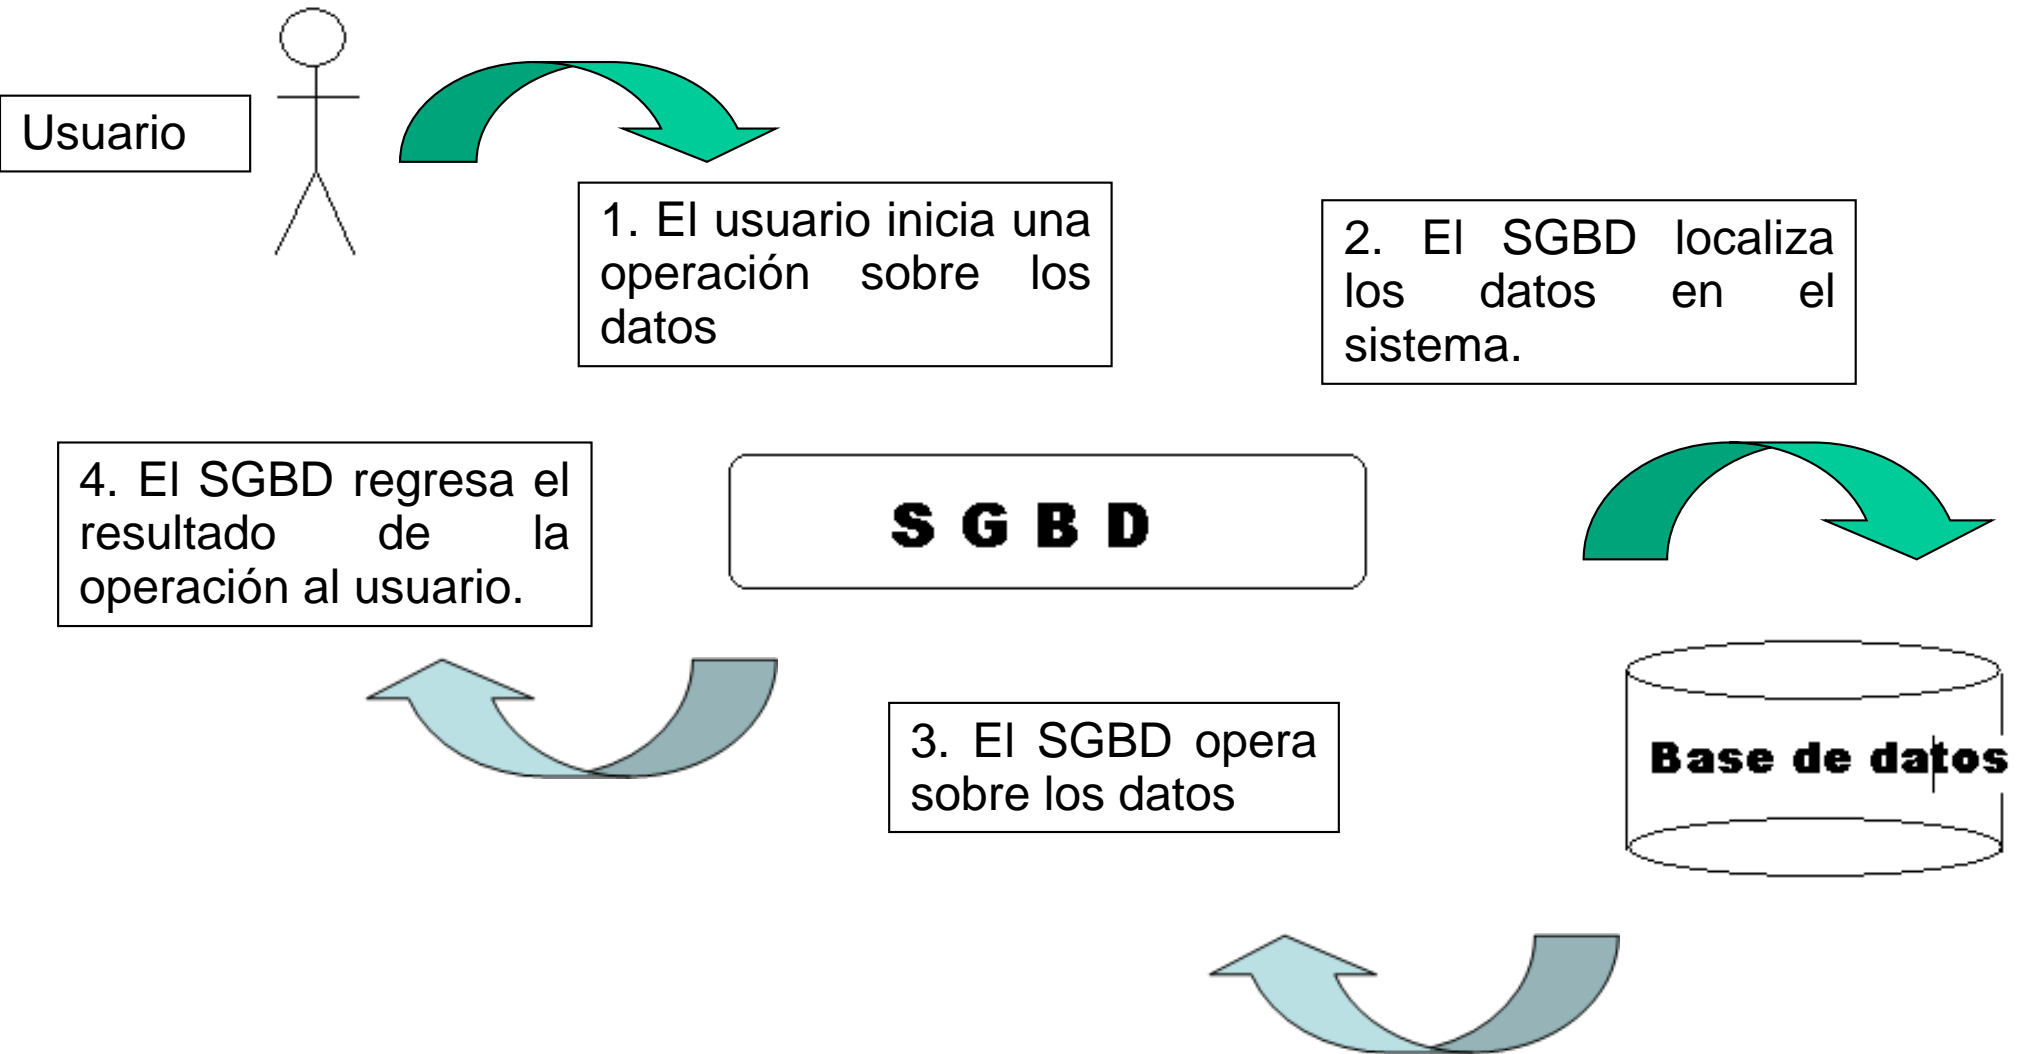 Usuario
1. El usuario inicia una
operación sobre los
datos
2. El SGBD localiza
los datos en el
sistema.
4. El SGBD regresa el
resultado de la
operación al usuario.
S G B D
3. El SGBD opera
sobre los datos
Base de datos